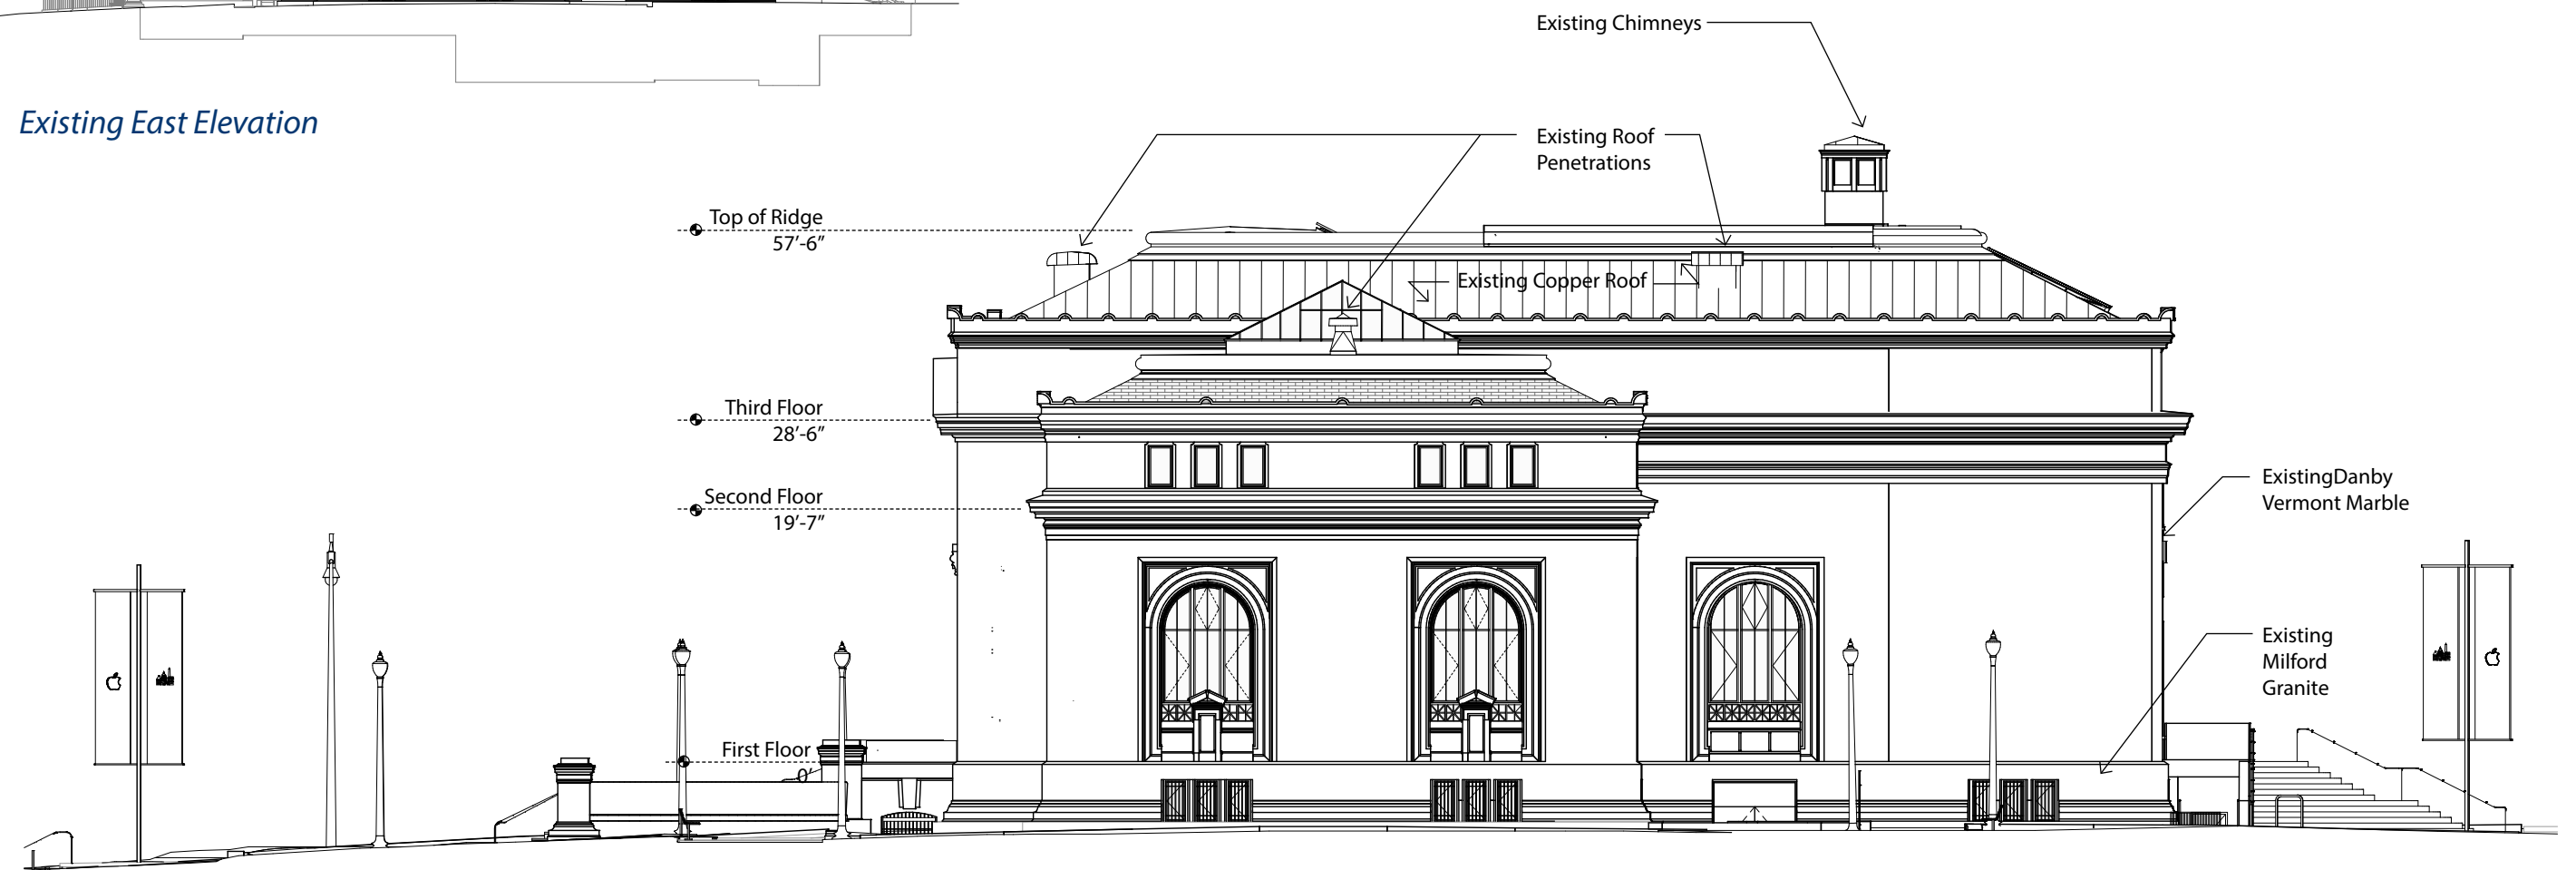 Existing Chimneys
Existing East Elevation
Existing Roof
Penetrations
Top of Ridge
57’-6”
Existing Copper Roof
Third Floor
28’-6”
Second Floor
19’-7”
ExistingDanby
Vermont Marble
Existing
Milford
Granite
First Floor
0’